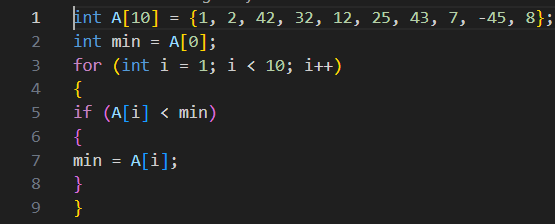 1 int A[10] = {1, 2, 42, 32, 12, 25, 43, 7, -45, 8};
2 int min = A[0];
3 for (int i = 1; i < 10; i++)
4 {
5 if (A[i] < min)
6 {
7 min = A[i];
8 }
9 }